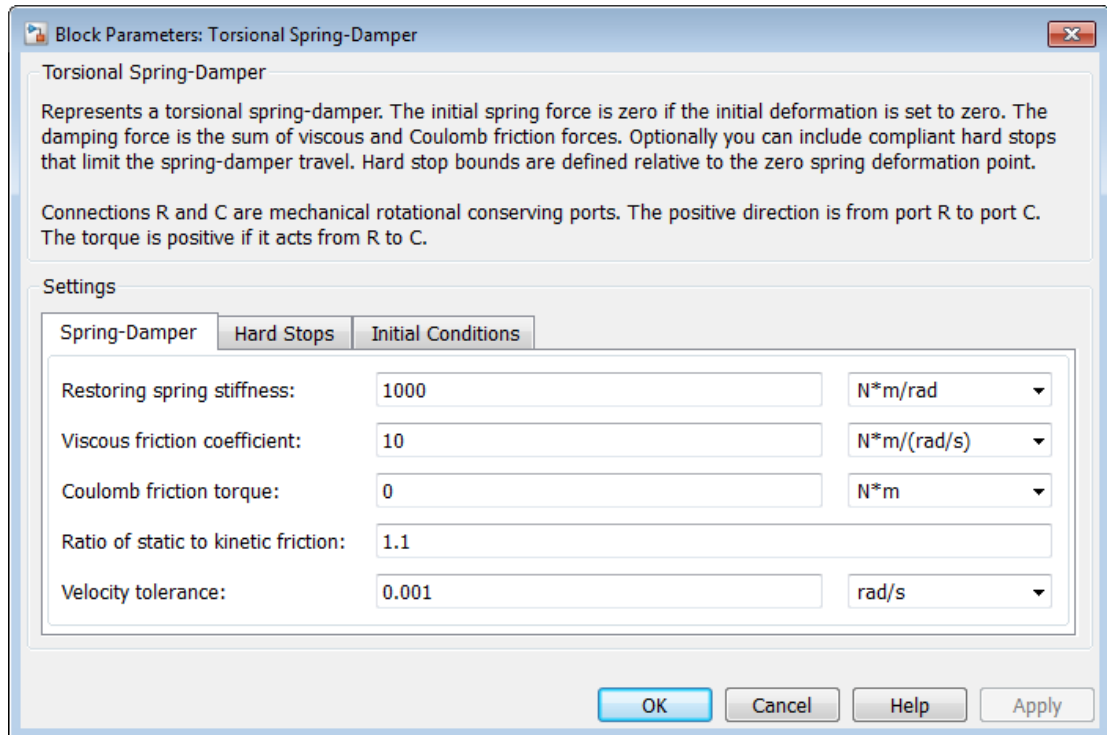 Block Parameters: Torsional Spring-Damper
Torsional Spring-Damper
Represents a torsional spring-damper. The initial spring force is zero if the initial deformation is set to zero. The
damping force is the sum of viscous and Coulomb friction forces. Optionally you can include compliant hard stops
that limit the spring-damper travel. Hard stop bounds are defined relative to the zero spring deformation point.
Connections R and C are mechanical rotational conserving ports. The positive direction is from port R to port C.
The torque is positive if it acts from R to C.
Settings
Spring-Damper Hard Stops Initial Conditions
Restoring spring stiffness: 1000 N*m/rad
Viscous friction coefficient: 10 N*m/(rad/s)
Coulomb friction torque: 0 N*m
Ratio of static to kinetic friction: 1.1
Velocity tolerance: 0.001 rad/s
OK Cancel Help Apply